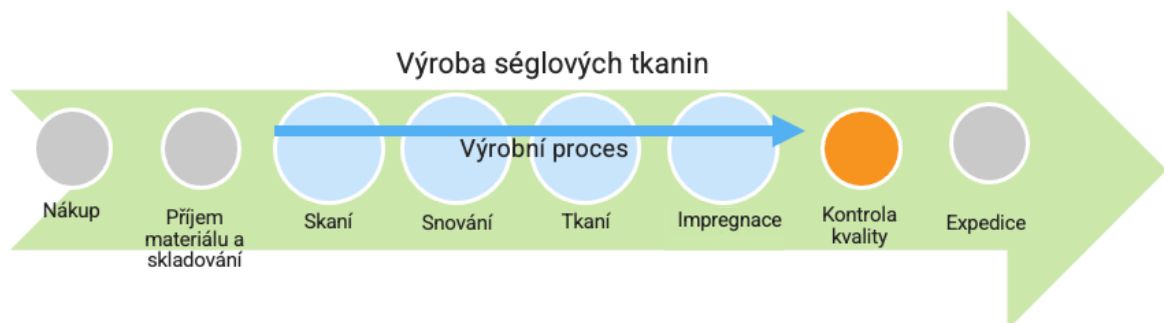 Výroba séglových tkanin
Výrobní proces
Nákup
Příjem
materiálu a
skladování
Skaní
Snování
Tkaní
Impregnace
Kontrola
kvality
Expedice